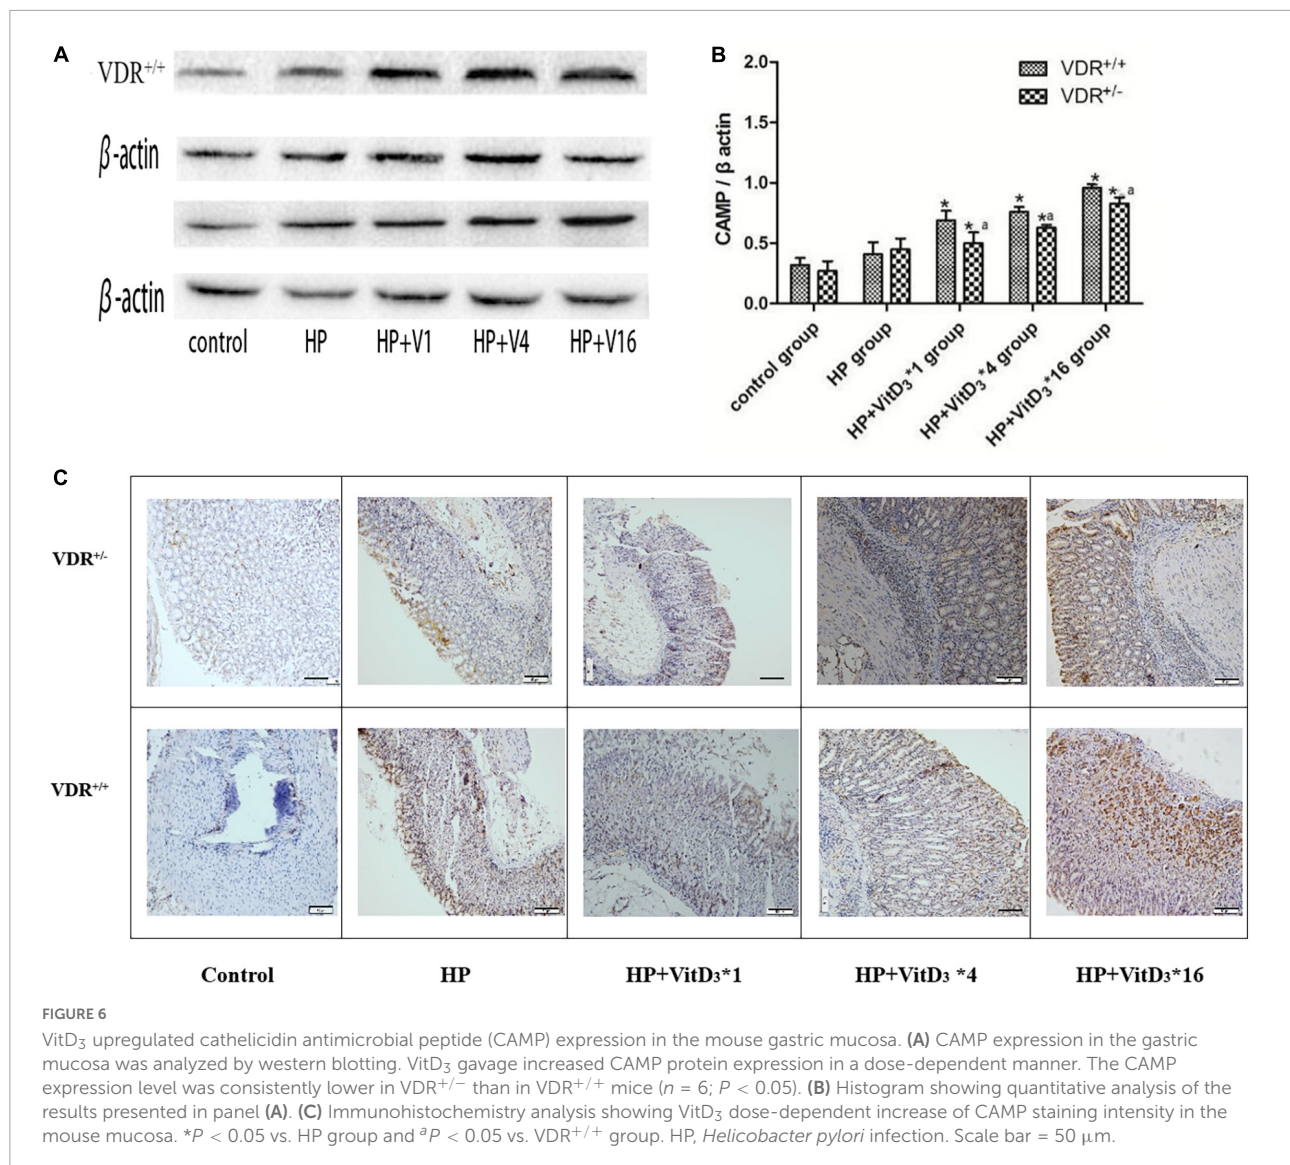 A
VDR+/+
β-actin
β-actin
control HP HP+V1 HP+V4 HP+V16
B
2.0
1.5
1.0
0.5
0.0
CAMP / β actin
VDR+/+
VDR+/-
* * a * *a * * a
control group
HP group
HP+VitD3*1 group
HP+VitD3*4 group
HP+VitD3*16 group
C
VDR+/-
VDR+/+
Control HP HP+VitD3*1 HP+VitD3 *4 HP+VitD3*16
FIGURE 6
VitD3 upregulated cathelicidin antimicrobial peptide (CAMP) expression in the mouse gastric mucosa. (A) CAMP expression in the gastric
mucosa was analyzed by western blotting. VitD3 gavage increased CAMP protein expression in a dose-dependent manner. The CAMP
expression level was consistently lower in VDR+/− than in VDR+/+ mice (n = 6; P < 0.05). (B) Histogram showing quantitative analysis of the
results presented in panel (A). (C) Immunohistochemistry analysis showing VitD3 dose-dependent increase of CAMP staining intensity in the
mouse mucosa. *P < 0.05 vs. HP group and aP < 0.05 vs. VDR+/+ group. HP, Helicobacter pylori infection. Scale bar = 50 μm.